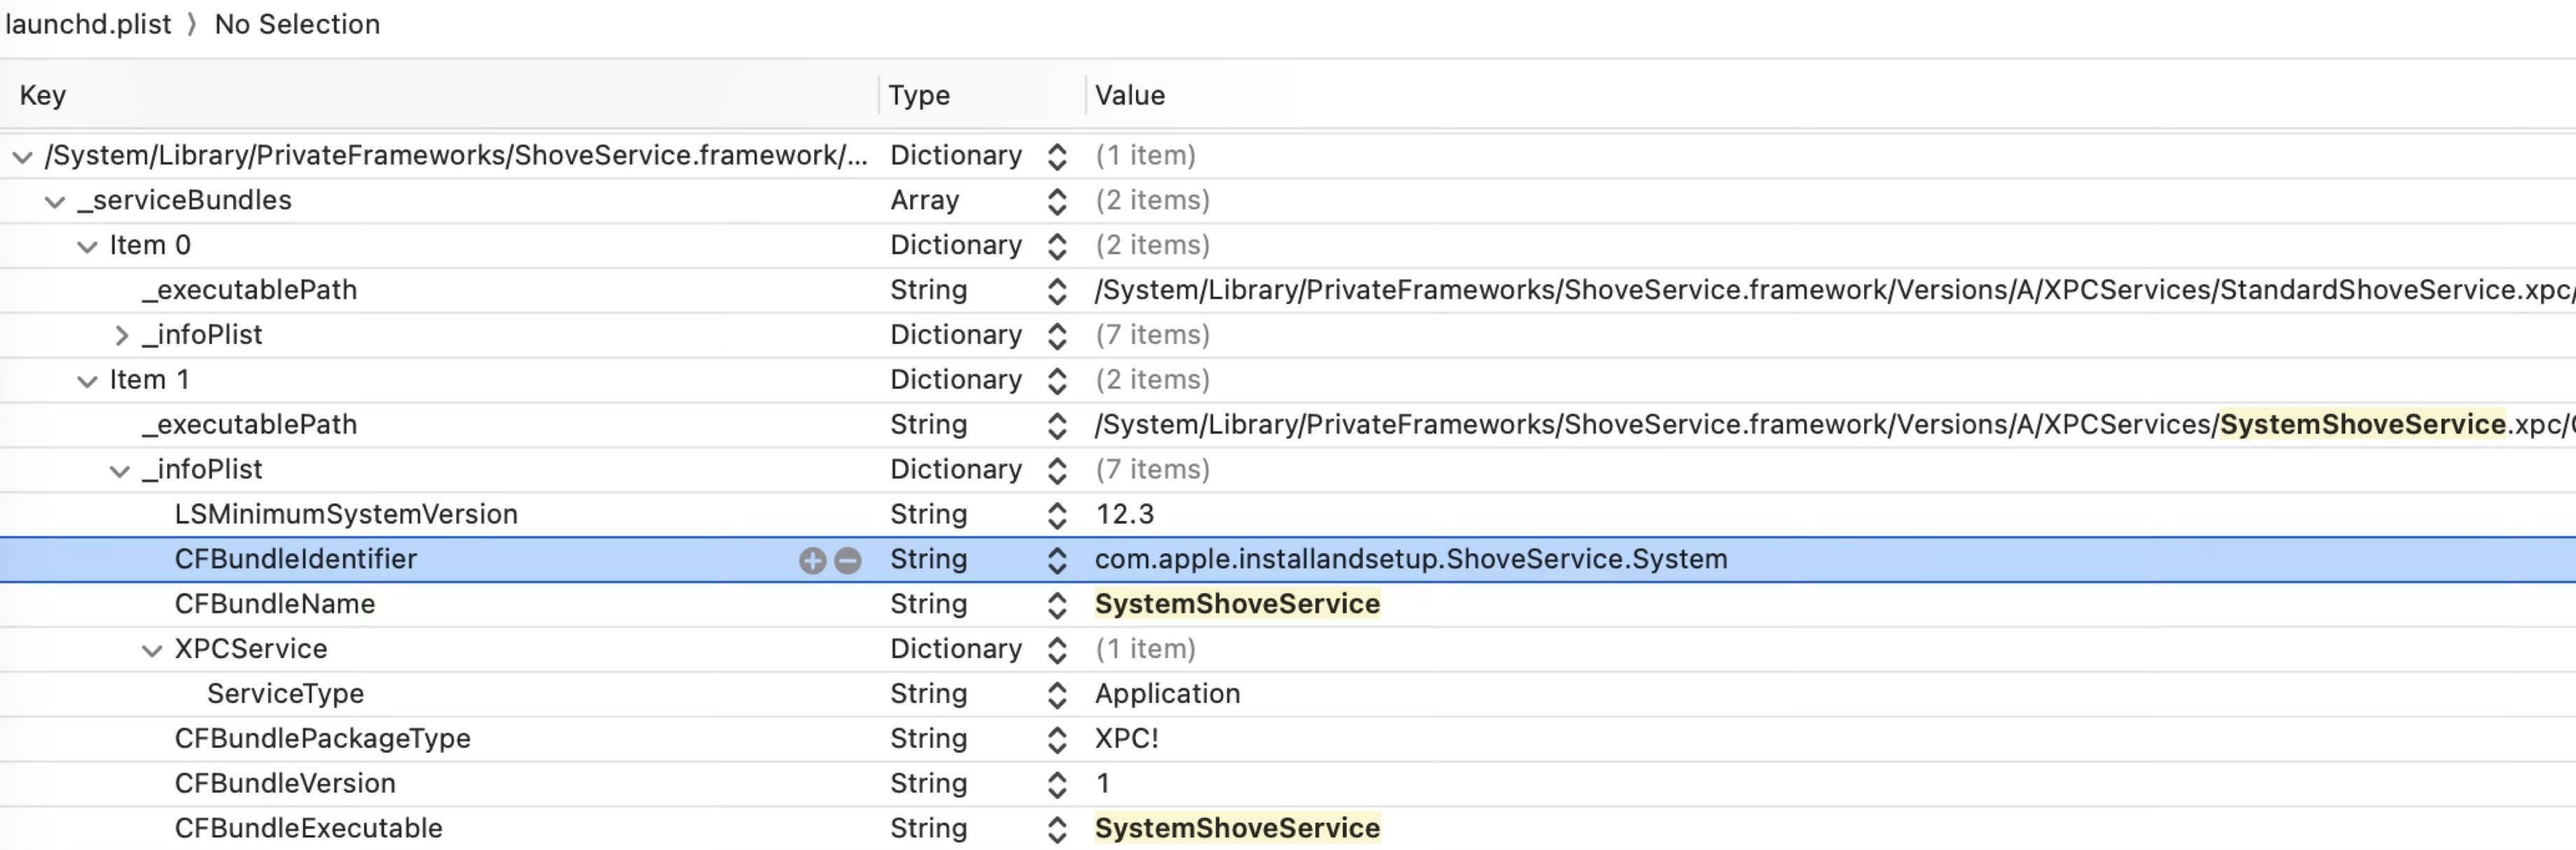 launchd.plist 〉 No Selection
Key Type Value
/System/Library/PrivateFrameworks/ShoveService.framework/... Dictionary (1 item)
_serviceBundles Array (2 items)
Item 0 Dictionary (2 items)
_executablePath String /System/Library/PrivateFrameworks/ShoveService.framework/Versions/A/XPCServices/StandardShoveService.xpc/
_infoPlist Dictionary (7 items)
Item 1 Dictionary (2 items)
_executablePath String /System/Library/PrivateFrameworks/ShoveService.framework/Versions/A/XPCServices/SystemShoveService.xpc/
_infoPlist Dictionary (7 items)
LSMinimumSystemVersion String 12.3
CFBundleIdentifier String com.apple.installandsetup.ShoveService.System
CFBundleName String SystemShoveService
XPCService Dictionary (1 item)
ServiceType String Application
CFBundlePackageType String XPC!
CFBundleVersion String 1
CFBundleExecutable String SystemShoveService